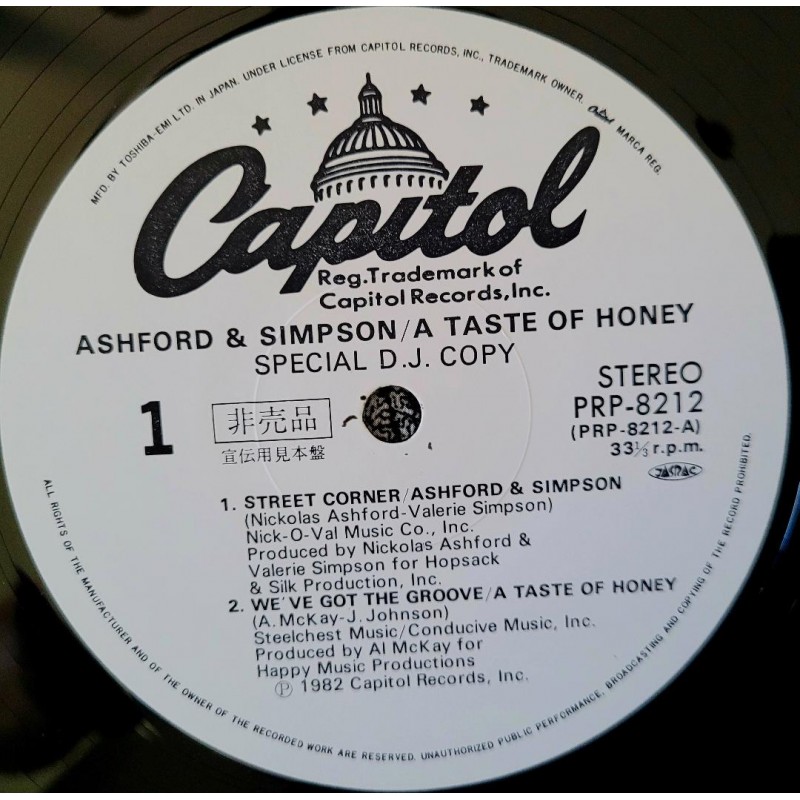 MFD. BY TOSHIBA-EMI LTD. IN JAPAN. UNDER LICENSE FROM CAPITOL RECORDS, INC., TRADEMARK OWNER. Capitol MARCA REG.
Capitol
Reg.Trademark of
Capitol Records,Inc.
ASHFORD & SIMPSON/A TASTE OF HONEY
SPECIAL D.J. COPY
1
非売品
宣伝用見本盤
STEREO
PRP-8212
(PRP-8212-A)
33⅓ r.p.m.
JASRAC
1. STREET CORNER/ASHFORD & SIMPSON
(Nickolas Ashford-Valerie Simpson)
Nick-O-Val Music Co., Inc.
Produced by Nickolas Ashford &
Valerie Simpson for Hopsack
& Silk Production, Inc.
2. WE'VE GOT THE GROOVE/A TASTE OF HONEY
(A. McKay-J. Johnson)
Steelchest Music/Conducive Music, Inc.
Produced by Al McKay for
Happy Music Productions
Ⓟ 1982 Capitol Records, Inc.
ALL RIGHTS OF THE MANUFACTURER AND OF THE OWNER OF THE RECORDED WORK ARE RESERVED. UNAUTHORIZED PUBLIC PERFORMANCE, BROADCASTING AND COPYING OF THE RECORD PROHIBITED.